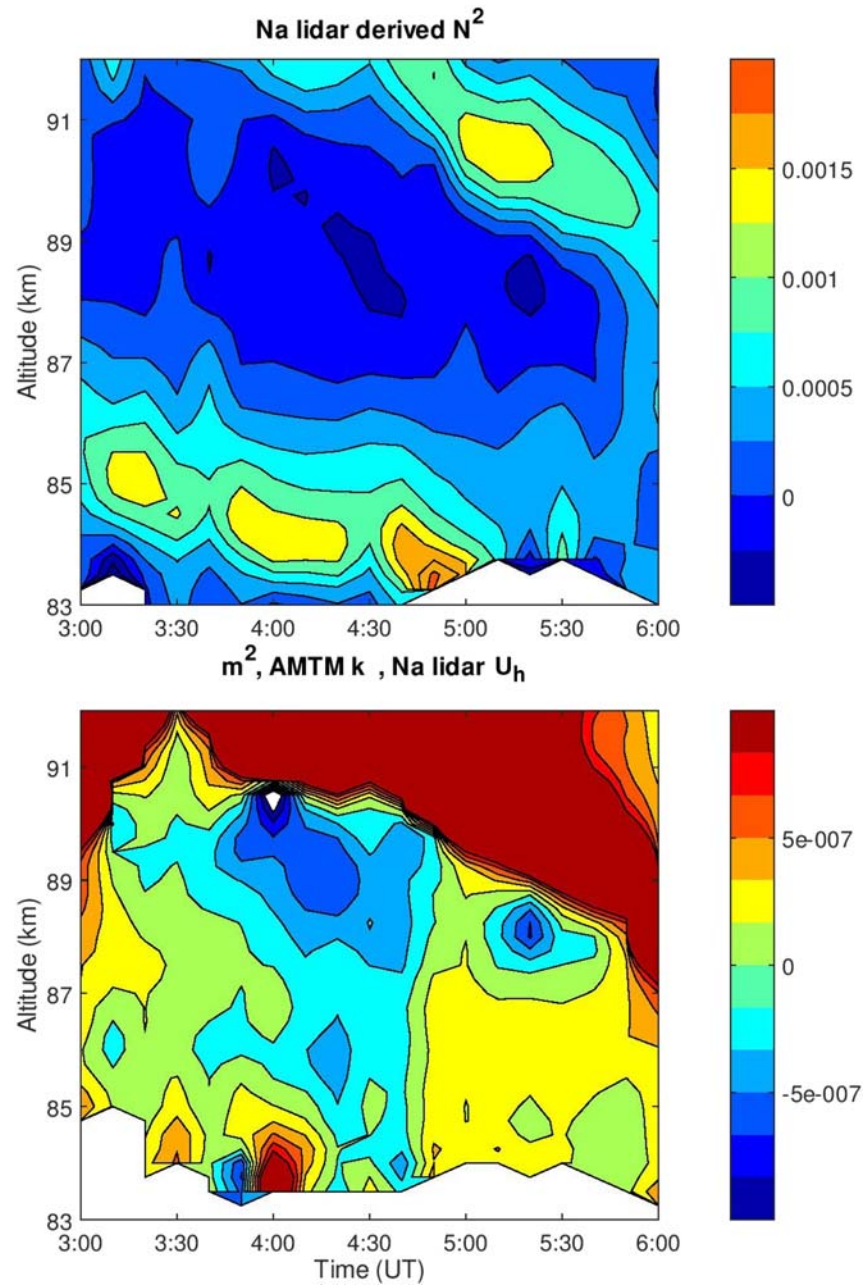 Na lidar derived N²
Altitude (km)
91
89
87
85
83
3:00 3:30 4:00 4:30 5:00 5:30 6:00
0.0015
0.001
0.0005
0
m², AMTM k , Na lidar Uₕ
Altitude (km)
91
89
87
85
83
3:00 3:30 4:00 4:30 5:00 5:30 6:00
Time (UT)
5e-007
0
-5e-007